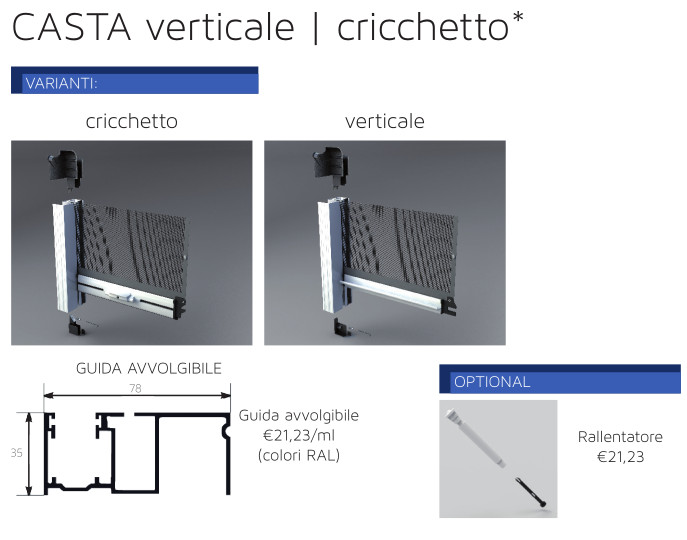 CASTA verticale | cricchetto*
VARIANTI:
cricchetto
verticale
GUIDA AVVOLGIBILE
78
35
Guida avvolgibile
€21,23/ml
(colori RAL)
OPTIONAL
Rallentatore
€21,23